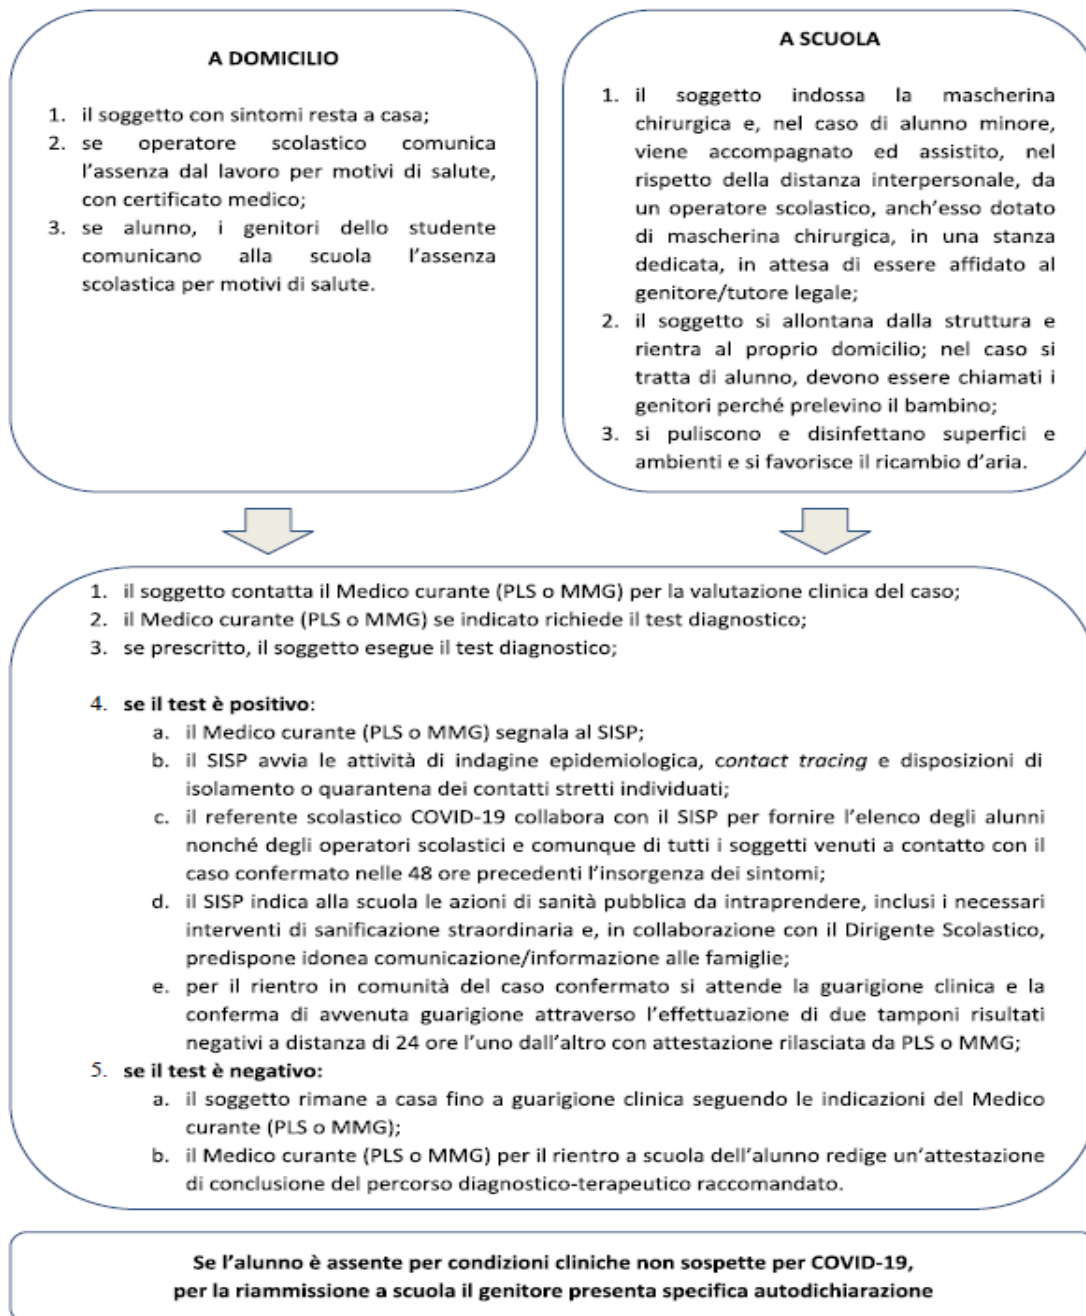 A DOMICILIO
1. il soggetto con sintomi resta a casa;
2. se operatore scolastico comunica
l'assenza dal lavoro per motivi di salute,
con certificato medico;
3. se alunno, i genitori dello studente
comunicano alla scuola l'assenza
scolastica per motivi di salute.
A SCUOLA
1. il soggetto indossa la mascherina
chirurgica e, nel caso di alunno minore,
viene accompagnato ed assistito, nel
rispetto della distanza interpersonale, da
un operatore scolastico, anch'esso dotato
di mascherina chirurgica, in una stanza
dedicata, in attesa di essere affidato al
genitore/tutore legale;
2. il soggetto si allontana dalla struttura e
rientra al proprio domicilio; nel caso si
tratta di alunno, devono essere chiamati i
genitori perché prelevino il bambino;
3. si puliscono e disinfettano superfici e
ambienti e si favorisce il ricambio d'aria.
1. il soggetto contatta il Medico curante (PLS o MMG) per la valutazione clinica del caso;
2. il Medico curante (PLS o MMG) se indicato richiede il test diagnostico;
3. se prescritto, il soggetto esegue il test diagnostico;
4. se il test è positivo:
a. il Medico curante (PLS o MMG) segnala al SISP;
b. il SISP avvia le attività di indagine epidemiologica, contact tracing e disposizioni di
isolamento o quarantena dei contatti stretti individuati;
c. il referente scolastico COVID-19 collabora con il SISP per fornire l'elenco degli alunni
nonché degli operatori scolastici e comunque di tutti i soggetti venuti a contatto con il
caso confermato nelle 48 ore precedenti l'insorgenza dei sintomi;
d. il SISP indica alla scuola le azioni di sanità pubblica da intraprendere, inclusi i necessari
interventi di sanificazione straordinaria e, in collaborazione con il Dirigente Scolastico,
predispone idonea comunicazione/informazione alle famiglie;
e. per il rientro in comunità del caso confermato si attende la guarigione clinica e la
conferma di avvenuta guarigione attraverso l'effettuazione di due tamponi risultati
negativi a distanza di 24 ore l'uno dall'altro con attestazione rilasciata da PLS o MMG;
5. se il test è negativo:
a. il soggetto rimane a casa fino a guarigione clinica seguendo le indicazioni del Medico
curante (PLS o MMG);
b. il Medico curante (PLS o MMG) per il rientro a scuola dell'alunno redige un'attestazione
di conclusione del percorso diagnostico-terapeutico raccomandato.
Se l'alunno è assente per condizioni cliniche non sospette per COVID-19,
per la riammissione a scuola il genitore presenta specifica autodichiarazione